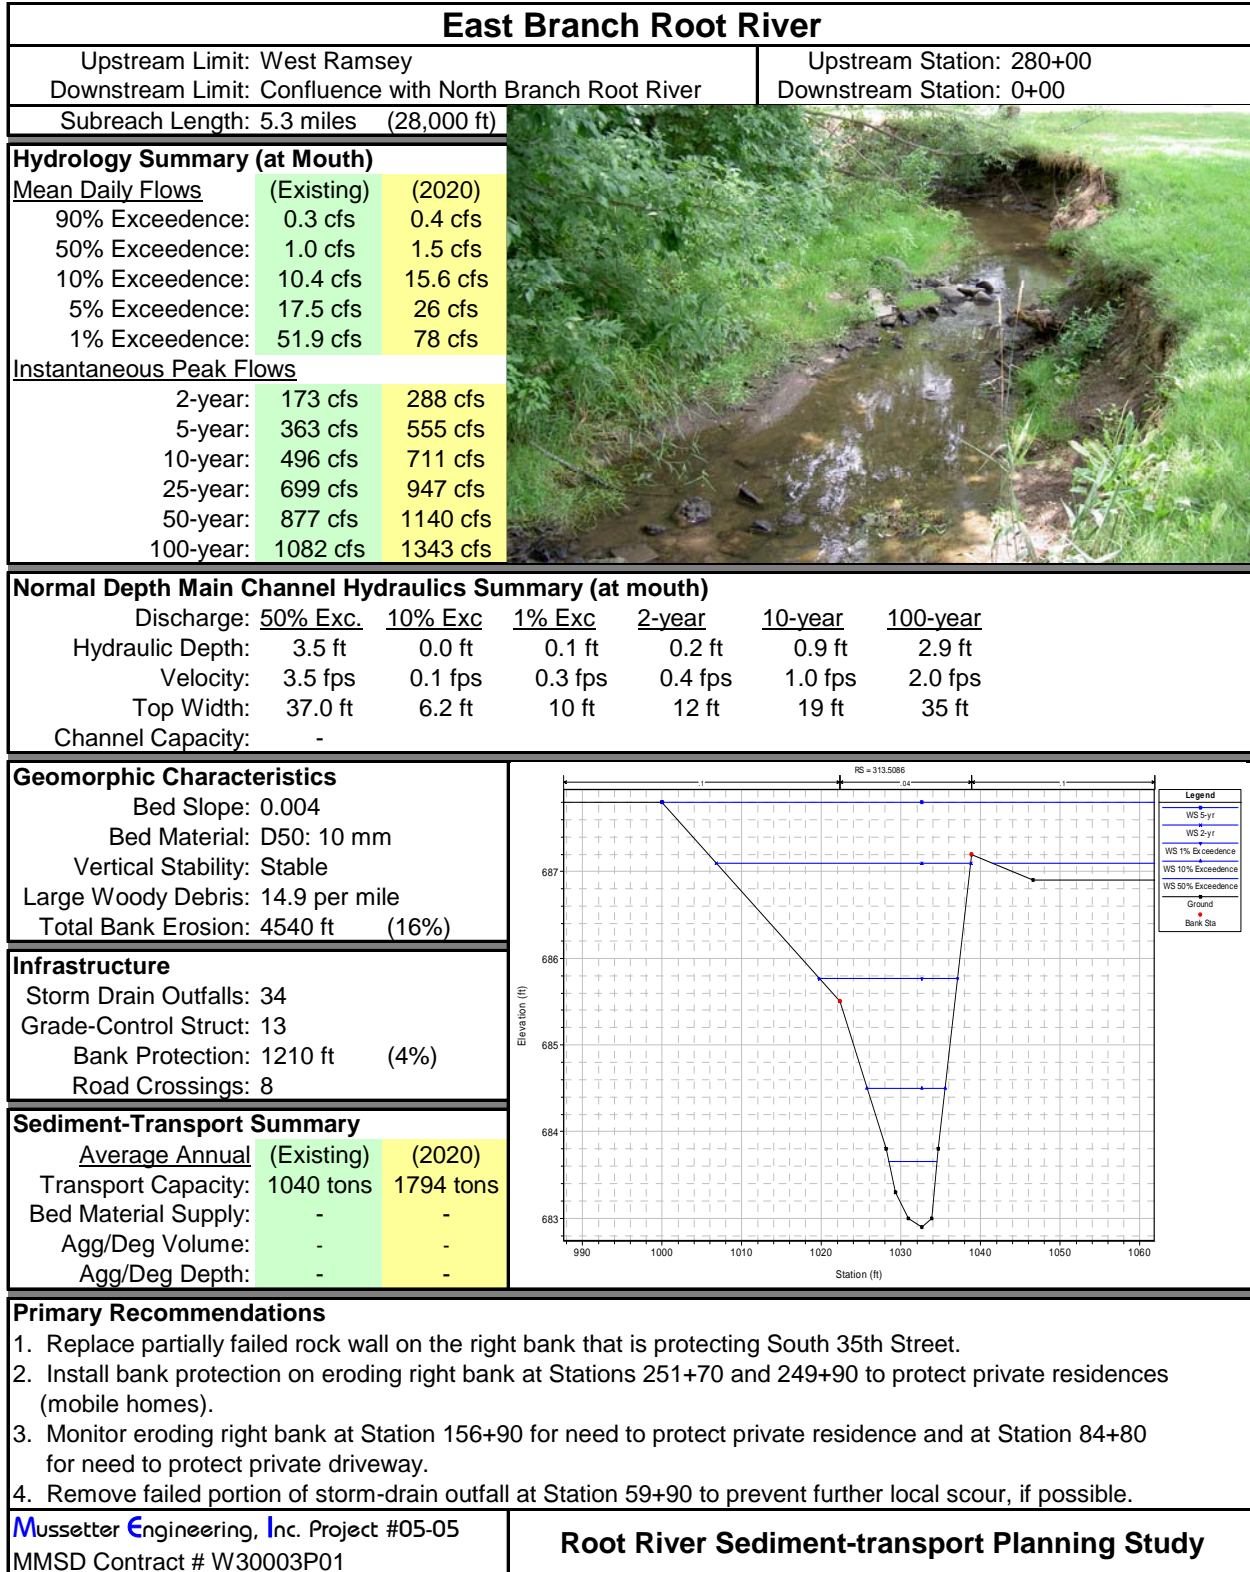 East Branch Root River
Upstream Limit: West Ramsey
Upstream Station: 280+00
Downstream Limit: Confluence with North Branch Root River
Downstream Station: 0+00
Subreach Length: 5.3 miles (28,000 ft)
Hydrology Summary (at Mouth)
Mean Daily Flows (Existing) (2020)
90% Exceedence: 0.3 cfs 0.4 cfs
50% Exceedence: 1.0 cfs 1.5 cfs
10% Exceedence: 10.4 cfs 15.6 cfs
5% Exceedence: 17.5 cfs 26 cfs
1% Exceedence: 51.9 cfs 78 cfs
Instantaneous Peak Flows
2-year: 173 cfs 288 cfs
5-year: 363 cfs 555 cfs
10-year: 496 cfs 711 cfs
25-year: 699 cfs 947 cfs
50-year: 877 cfs 1140 cfs
100-year: 1082 cfs 1343 cfs
Normal Depth Main Channel Hydraulics Summary (at mouth)
Discharge: 50% Exc. 10% Exc 1% Exc 2-year 10-year 100-year
Hydraulic Depth: 3.5 ft 0.0 ft 0.1 ft 0.2 ft 0.9 ft 2.9 ft
Velocity: 3.5 fps 0.1 fps 0.3 fps 0.4 fps 1.0 fps 2.0 fps
Top Width: 37.0 ft 6.2 ft 10 ft 12 ft 19 ft 35 ft
Channel Capacity: -
Geomorphic Characteristics
Bed Slope: 0.004
Bed Material: D50: 10 mm
Vertical Stability: Stable
Large Woody Debris: 14.9 per mile
Total Bank Erosion: 4540 ft (16%)
Infrastructure
Storm Drain Outfalls: 34
Grade-Control Struct: 13
Bank Protection: 1210 ft (4%)
Road Crossings: 8
Sediment-Transport Summary
Average Annual (Existing) (2020)
Transport Capacity: 1040 tons 1794 tons
Bed Material Supply: - -
Agg/Deg Volume: - -
Agg/Deg Depth: - -
RS = 313.5086
.1 .04 .1
Legend
WS 5-yr
WS 2-yr
WS 1% Exceedence
WS 10% Exceedence
WS 50% Exceedence
Ground
Bank Sta
687
686
685
684
683
Elevation (ft)
990 1000 1010 1020 1030 1040 1050 1060
Station (ft)
Primary Recommendations
1. Replace partially failed rock wall on the right bank that is protecting South 35th Street.
2. Install bank protection on eroding right bank at Stations 251+70 and 249+90 to protect private residences
(mobile homes).
3. Monitor eroding right bank at Station 156+90 for need to protect private residence and at Station 84+80
for need to protect private driveway.
4. Remove failed portion of storm-drain outfall at Station 59+90 to prevent further local scour, if possible.
Mussetter Engineering, Inc. Project #05-05
MMSD Contract # W30003P01
Root River Sediment-transport Planning Study